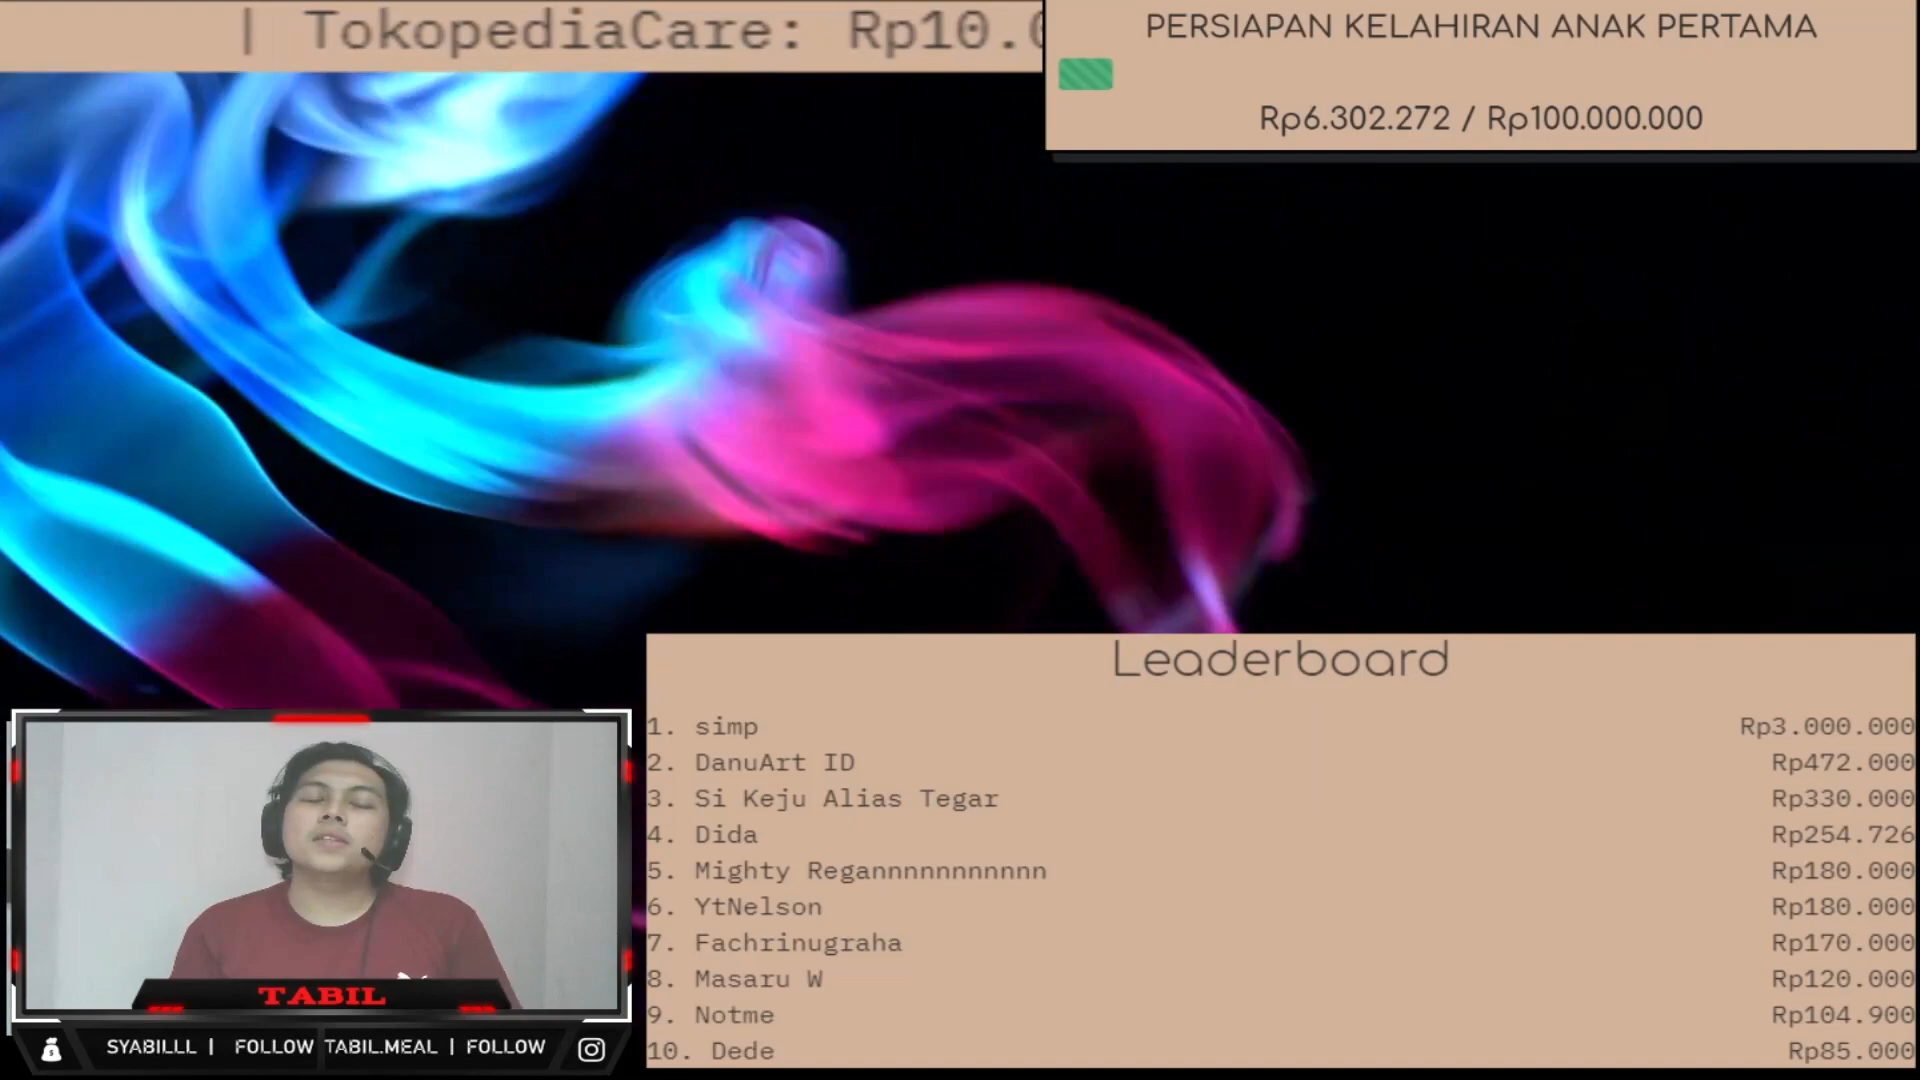 | TokopediaCare: Rp10.0
PERSIAPAN KELAHIRAN ANAK PERTAMA
Rp6.302.272 / Rp100.000.000
Leaderboard
1. simp Rp3.000.000
2. DanuArt ID Rp472.000
3. Si Keju Alias Tegar Rp330.000
4. Dida Rp254.726
5. Mighty Regannnnnnnnnnn Rp180.000
6. YtNelson Rp180.000
7. Fachrinugraha Rp170.000
8. Masaru W Rp120.000
9. Notme Rp104.900
10. Dede Rp85.000
TABIL
SYABILLL | FOLLOW TABIL.MEAL | FOLLOW